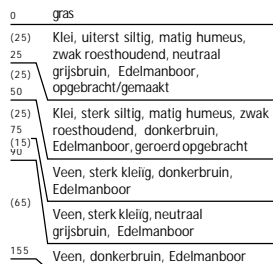 0 gras
(25) Klei, uiterst siltig, matig humeus,
25 zwak roesthoudend, neutraal
(25) grijsbruin, Edelmanboor,
opgebracht/gemaakt
50
(25) Klei, sterk siltig, matig humeus, zwak
75 roesthoudend, donkerbruin,
(15) Edelmanboor, geroerd opgebracht
90
Veen, sterk kleiïg, donkerbruin,
Edelmanboor
(65)
Veen, sterk kleiïg, neutraal
grijsbruin, Edelmanboor
155 Veen, donkerbruin, Edelmanboor